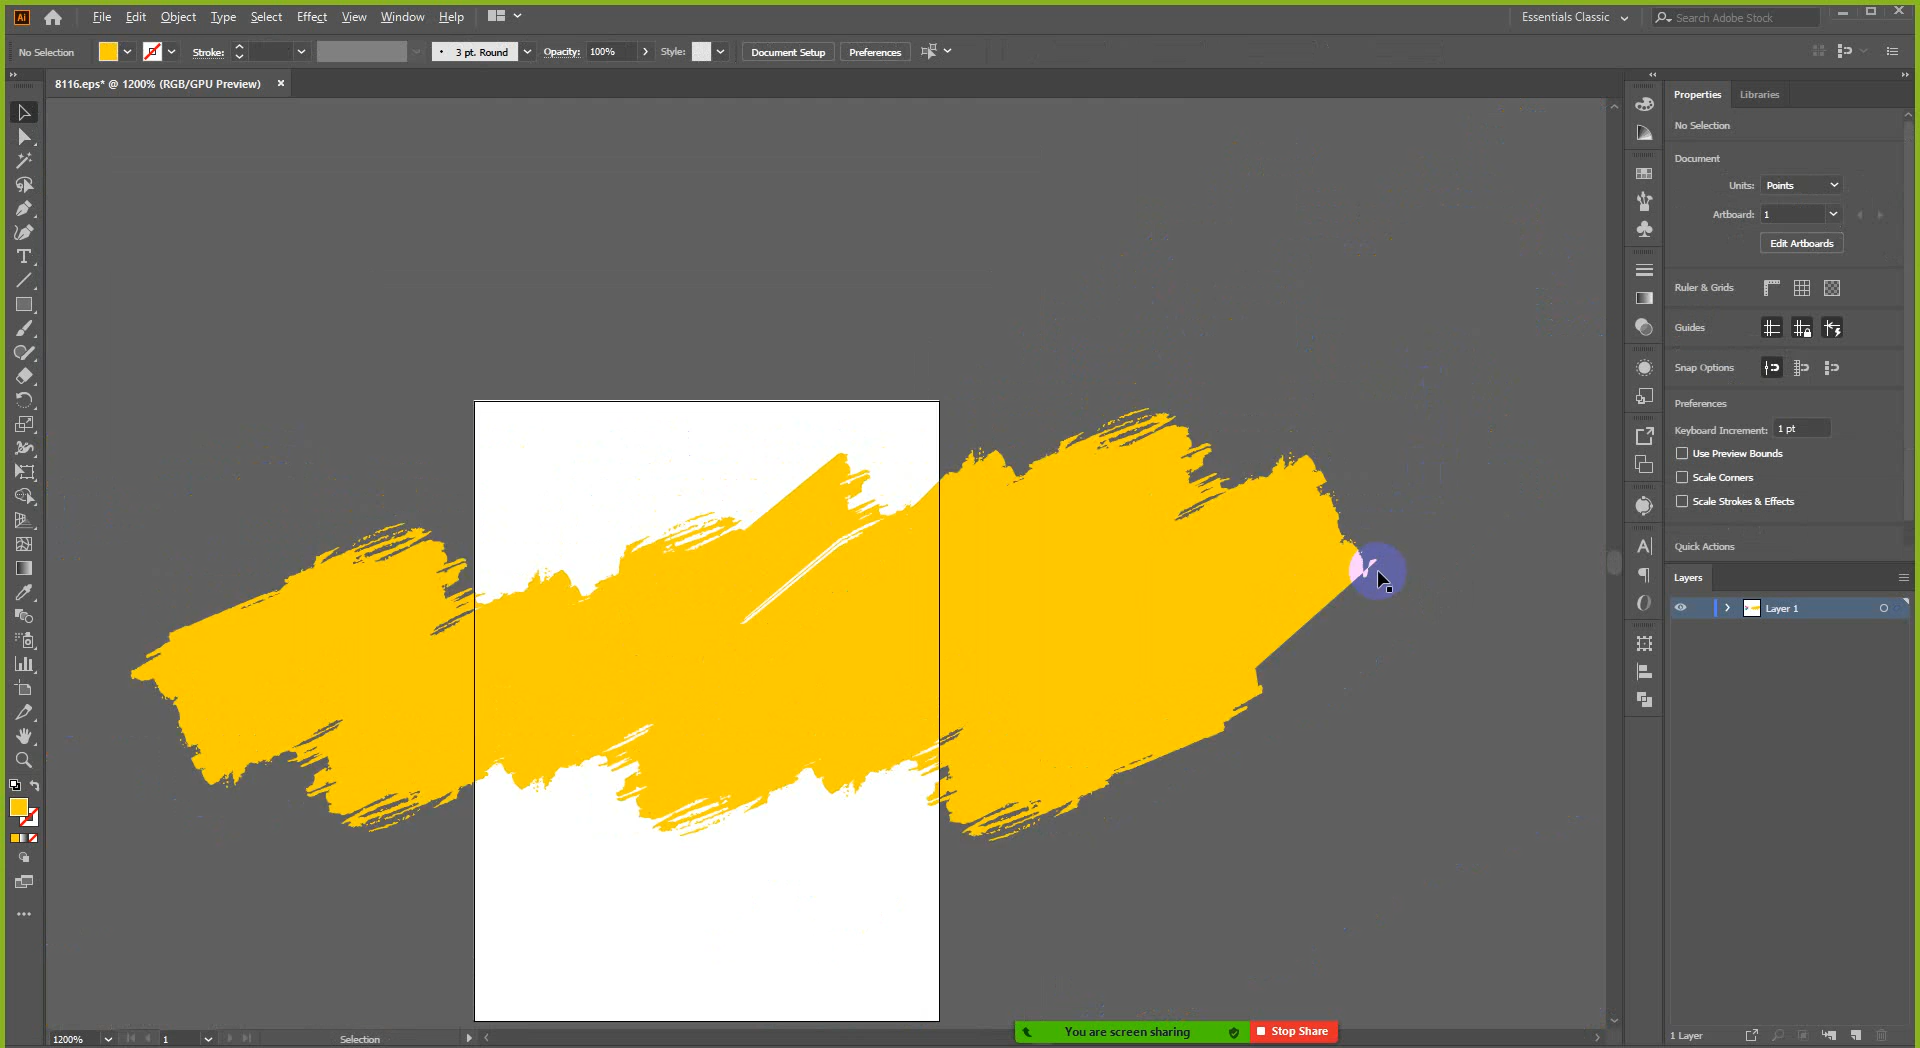 Ai File Edit Object Type Select Effect View Window Help Essentials Classic Search Adobe Stock
No Selection Stroke: 3 pt. Round Opacity: 100% Style: Document Setup Preferences
8116.eps* @ 1200% (RGB/GPU Preview) ×
Properties Libraries
No Selection
Document
Units: Points
Artboard: 1
Edit Artboards
Ruler & Grids
Guides
Snap Options
Preferences
Keyboard Increment: 1 pt
Use Preview Bounds
Scale Corners
Scale Strokes & Effects
Quick Actions
Layers
Layer 1
1200% 1 Selection
You are screen sharing Stop Share
1 Layer